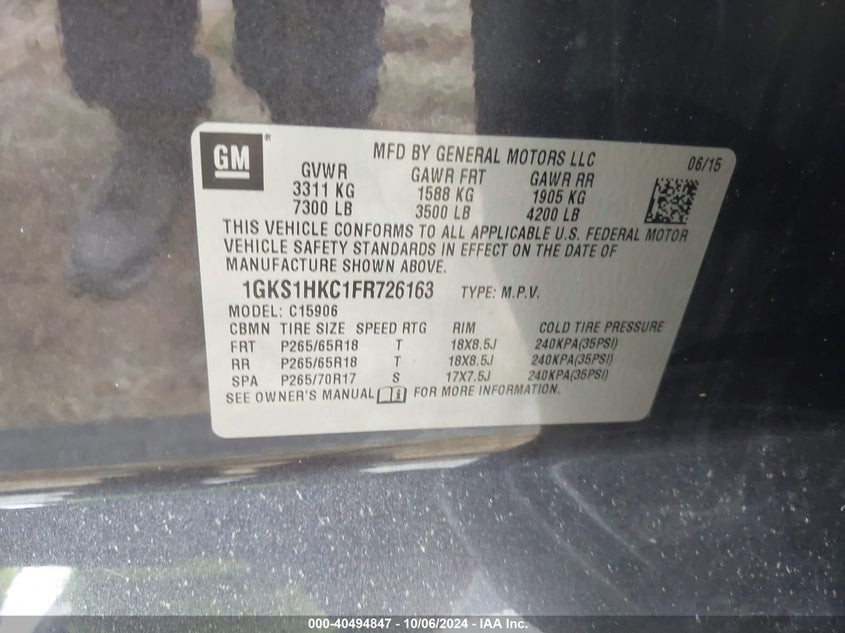 GM®
MFD BY GENERAL MOTORS LLC 06/15
GVWR GAWR FRT GAWR RR
3311 KG 1588 KG 1905 KG
7300 LB 3500 LB 4200 LB
THIS VEHICLE CONFORMS TO ALL APPLICABLE U.S. FEDERAL MOTOR
VEHICLE SAFETY STANDARDS IN EFFECT ON THE DATE OF
MANUFACTURE SHOWN ABOVE.
1GKS1HKC1FR726163 TYPE: M.P.V.
MODEL: C15906
CBMN TIRE SIZE SPEED RTG RIM COLD TIRE PRESSURE
FRT P265/65R18 T 18X8.5J 240KPA(35PSI)
RR P265/65R18 T 18X8.5J 240KPA(35PSI)
SPA P265/70R17 S 17X7.5J 240KPA(35PSI)
SEE OWNER'S MANUAL FOR MORE INFORMATION.
000-40494847 - 10/06/2024 - IAA Inc.